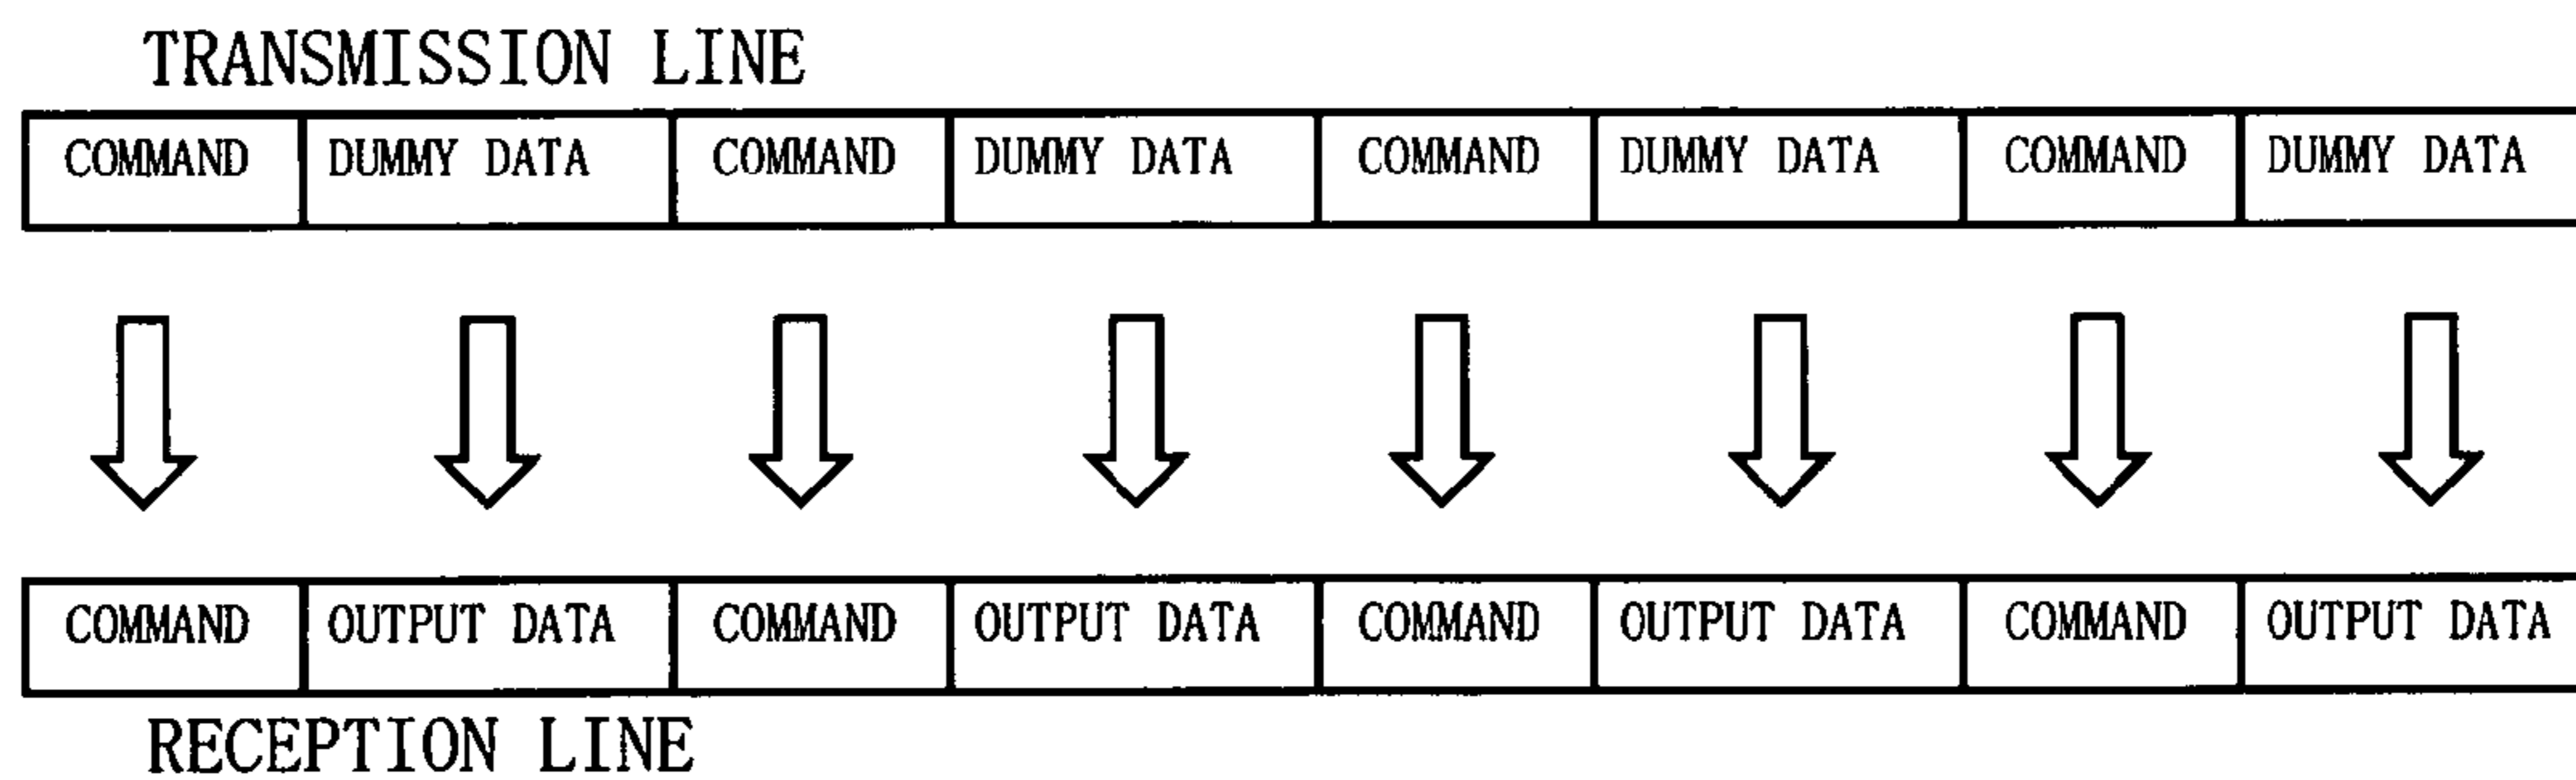 TRANSMISSION LINE
COMMAND DUMMY DATA COMMAND DUMMY DATA COMMAND DUMMY DATA COMMAND DUMMY DATA
COMMAND OUTPUT DATA COMMAND OUTPUT DATA COMMAND OUTPUT DATA COMMAND OUTPUT DATA
RECEPTION LINE